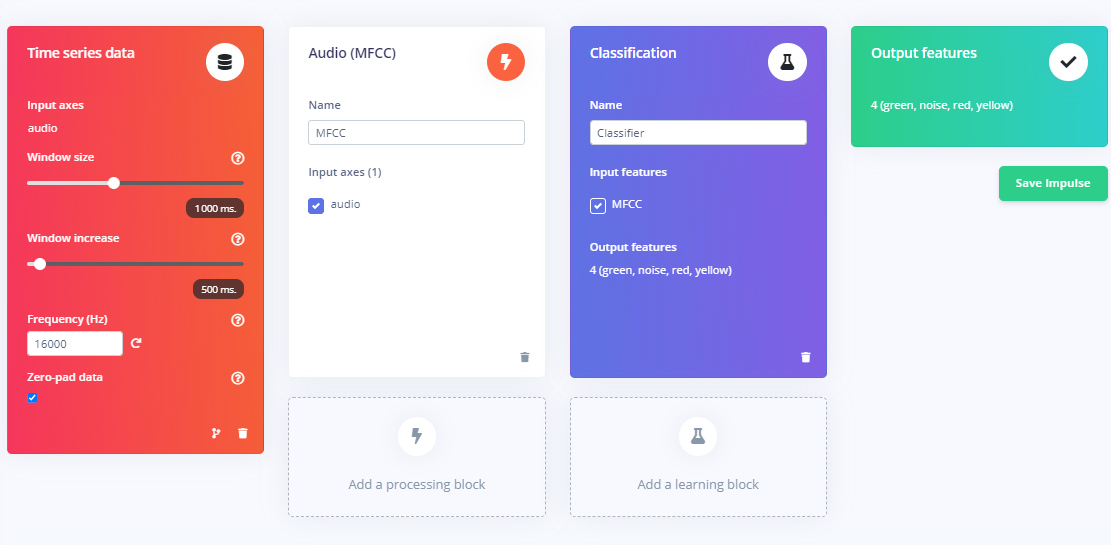 Time series data
Input axes
audio
Window size
1000 ms.
Window increase
500 ms.
Frequency (Hz)
16000
Zero-pad data
Audio (MFCC)
Name
MFCC
Input axes (1)
audio
Add a processing block
Classification
Name
Classifier
Input features
MFCC
Output features
4 (green, noise, red, yellow)
Add a learning block
Output features
4 (green, noise, red, yellow)
Save Impulse